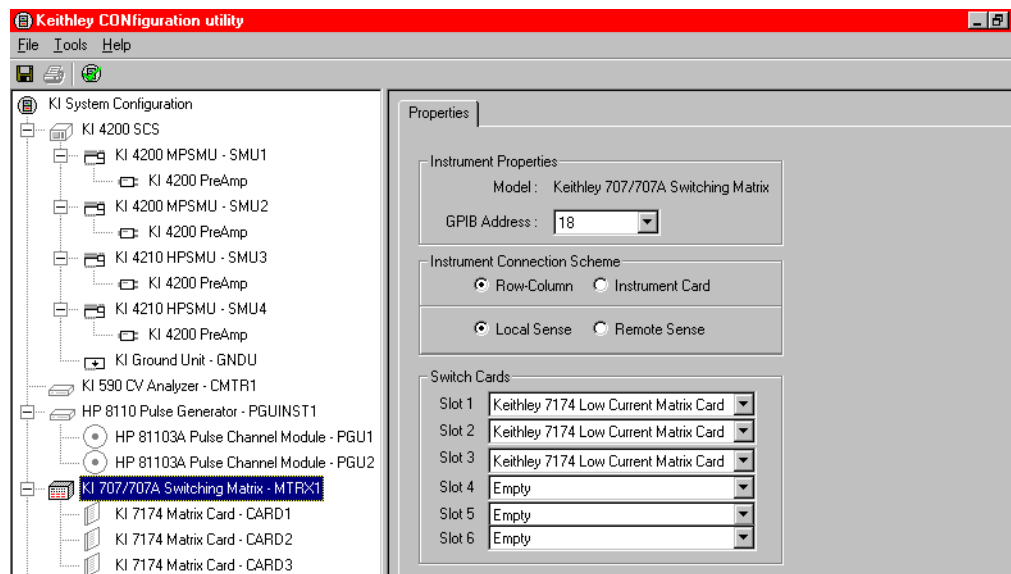 Keithley CONfiguration utility
File Tools Help
KI System Configuration
KI 4200 SCS
KI 4200 MPSMU - SMU1
KI 4200 PreAmp
KI 4200 MPSMU - SMU2
KI 4200 PreAmp
KI 4210 HPSMU - SMU3
KI 4200 PreAmp
KI 4210 HPSMU - SMU4
KI 4200 PreAmp
KI Ground Unit - GNDU
KI 590 CV Analyzer - CMTR1
HP 8110 Pulse Generator - PGUINST1
HP 81103A Pulse Channel Module - PGU1
HP 81103A Pulse Channel Module - PGU2
KI 707/707A Switching Matrix - MTRX1
KI 7174 Matrix Card - CARD1
KI 7174 Matrix Card - CARD2
KI 7174 Matrix Card - CARD3
Properties
Instrument Properties
Model : Keithley 707/707A Switching Matrix
GPIB Address : 18
Instrument Connection Scheme
Row-Column Instrument Card
Local Sense Remote Sense
Switch Cards
Slot 1 Keithley 7174 Low Current Matrix Card
Slot 2 Keithley 7174 Low Current Matrix Card
Slot 3 Keithley 7174 Low Current Matrix Card
Slot 4 Empty
Slot 5 Empty
Slot 6 Empty